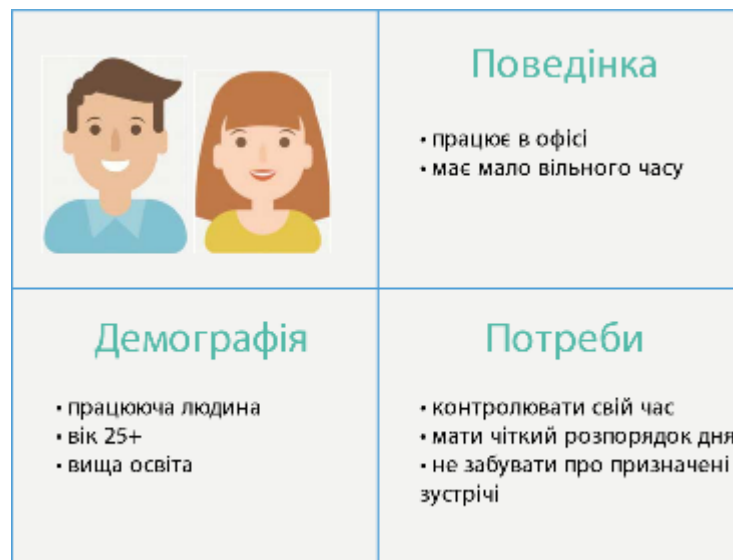 Поведінка
• працює в офісі
• має мало вільного часу
Демографія
• працююча людина
• вік 25+
• вища освіта
Потреби
• контролювати свій час
• мати чіткий розпорядок дня
• не забувати про призначені
зустрічі